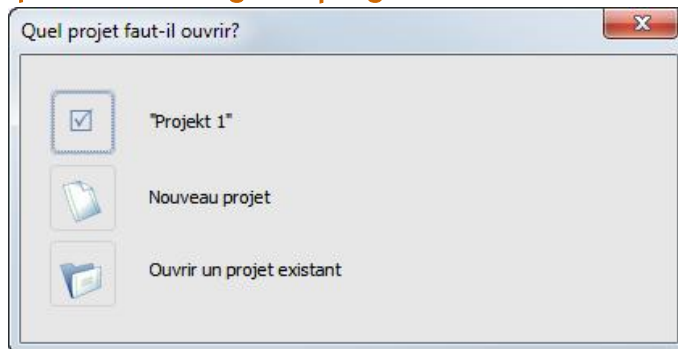 Quel projet faut-il ouvrir?
"Projekt 1"
Nouveau projet
Ouvrir un projet existant